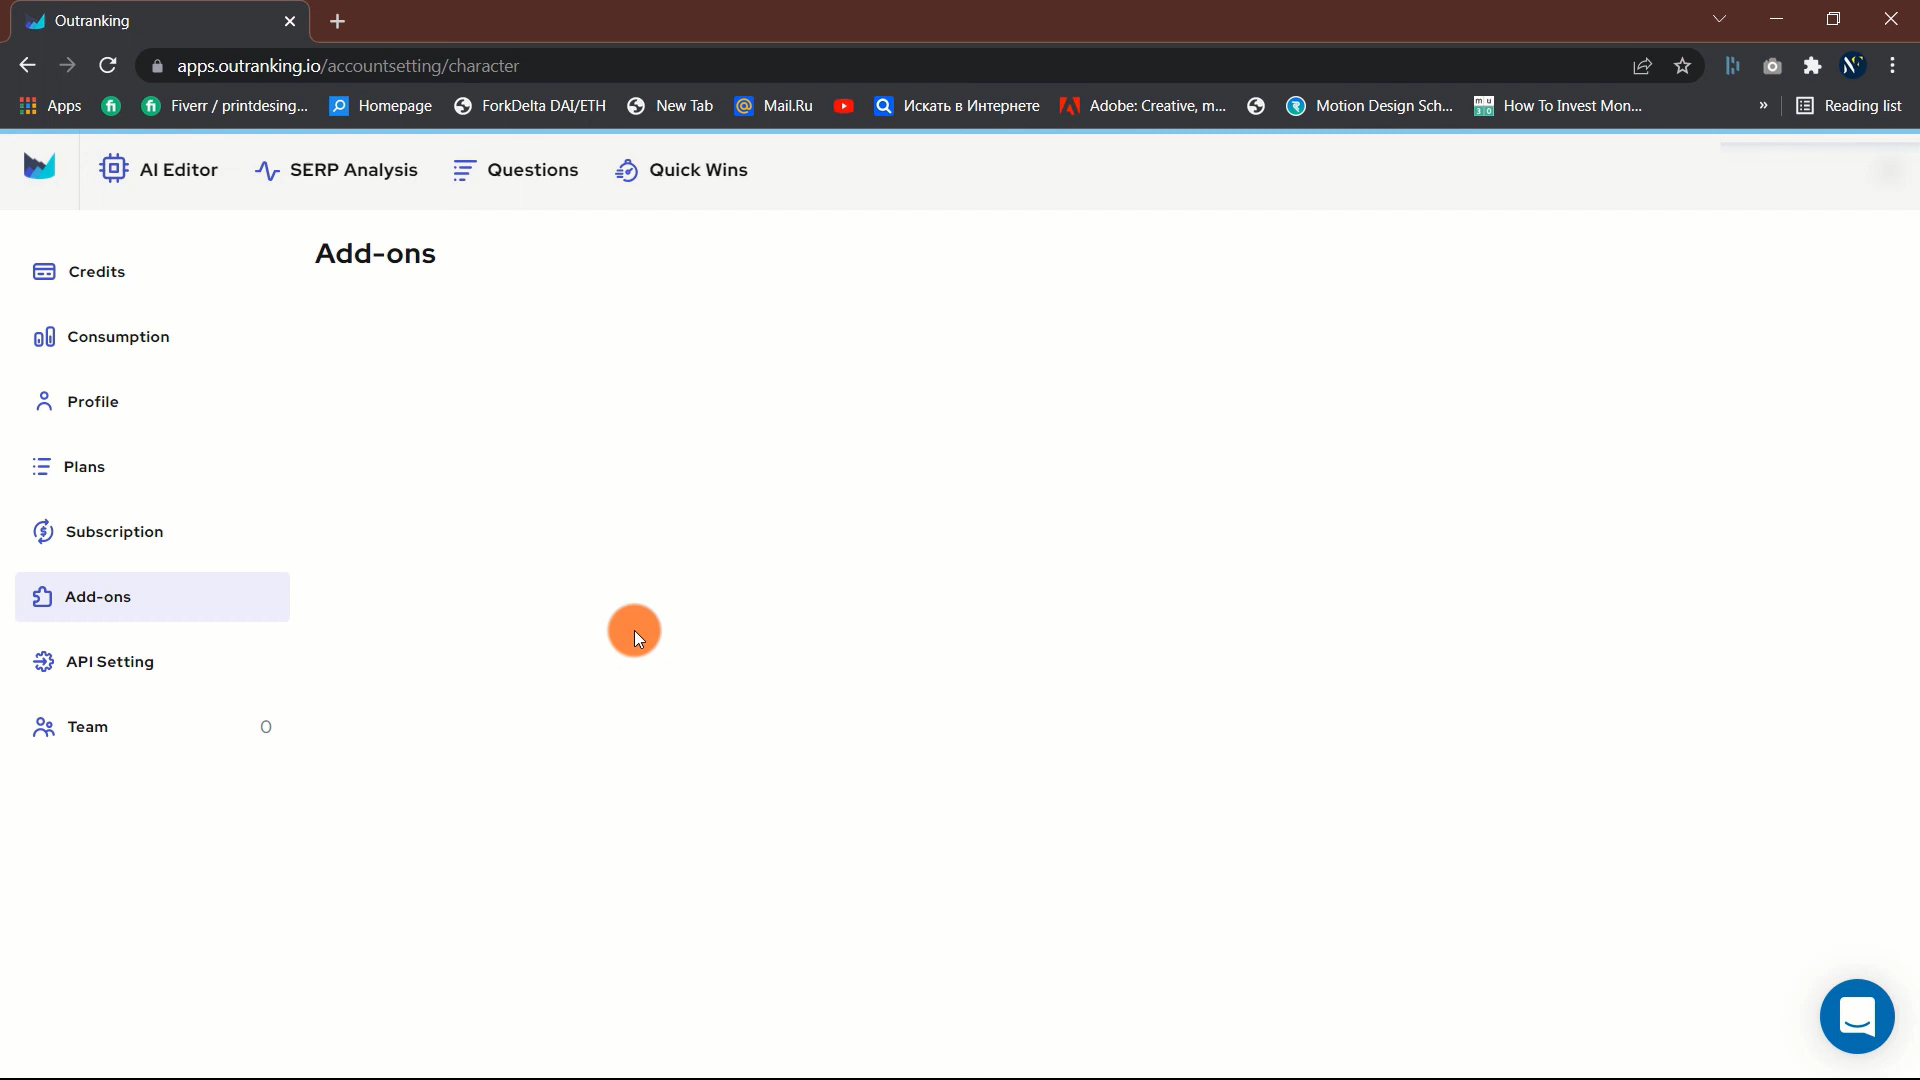 Outranking
apps.outranking.io/accountsetting/character
Apps
Fiverr / printdesing...
Homepage
ForkDelta DAI/ETH
New Tab
Mail.Ru
Искать в Интернете
Adobe: Creative, m...
Motion Design Sch...
How To Invest Mon...
»
Reading list
AI Editor
SERP Analysis
Questions
Quick Wins
Add-ons
Credits
Consumption
Profile
Plans
Subscription
Add-ons
API Setting
Team 0